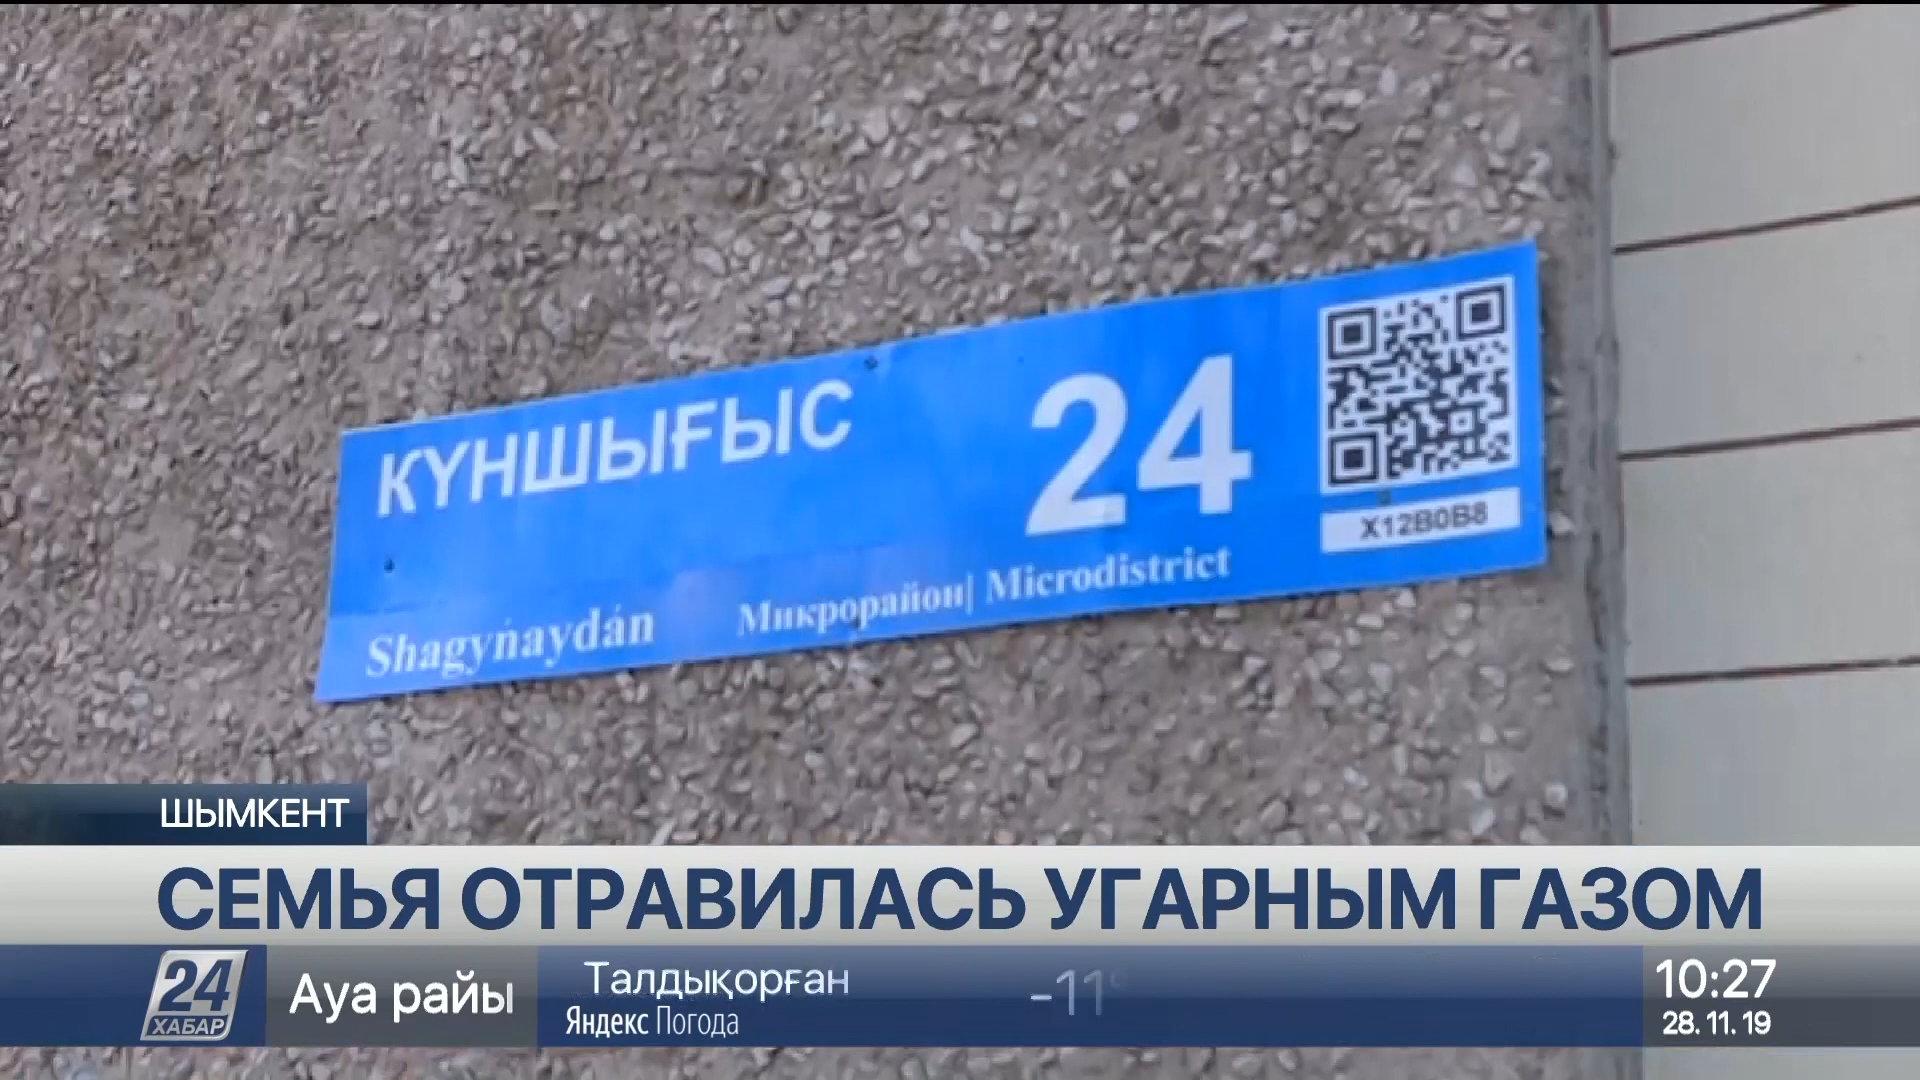 КҮНШЫҒЫС
24
X12B0B8
Shagyńaydán
Микрорайон| Microdistrict
ШЫМКЕНТ
СЕМЬЯ ОТРАВИЛАСЬ УГАРНЫМ ГАЗОМ
24
ХАБАР
Ауа райы
Талдықорған
-11°
Яндекс Погода
10:27
28.11.19